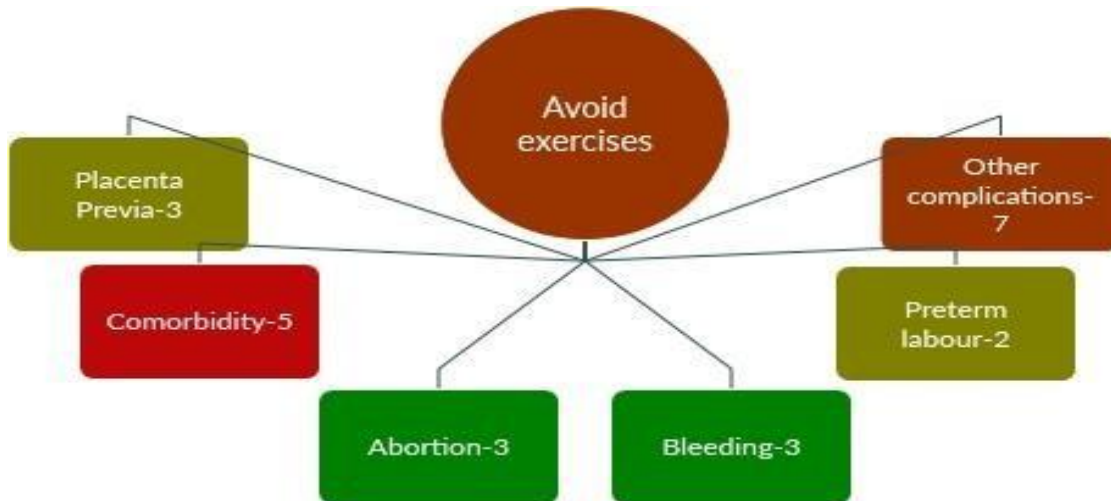 Avoid
exercises
Placenta
Previa-3
Other
complications-
7
Comorbidity-5
Preterm
labour-2
Abortion-3
Bleeding-3